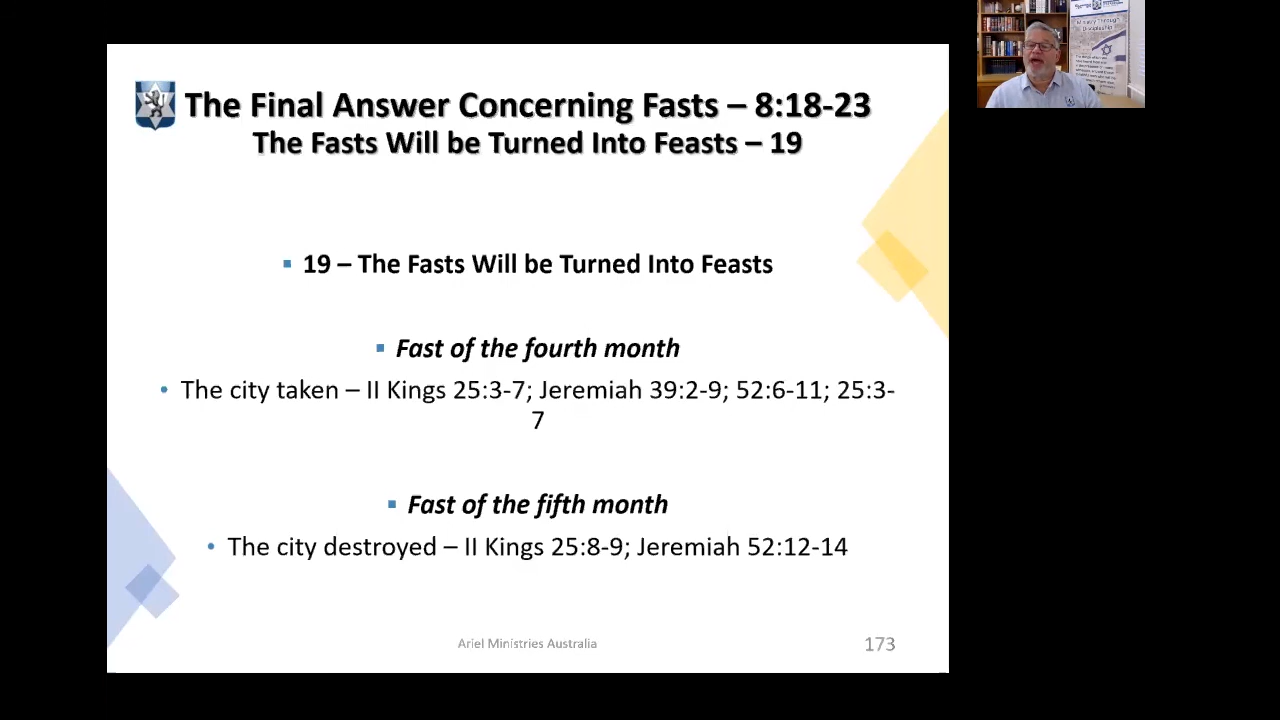 The Final Answer Concerning Fasts – 8:18-23
The Fasts Will be Turned Into Feasts – 19
19 – The Fasts Will be Turned Into Feasts
Fast of the fourth month
The city taken – II Kings 25:3-7; Jeremiah 39:2-9; 52:6-11; 25:3-
7
Fast of the fifth month
The city destroyed – II Kings 25:8-9; Jeremiah 52:12-14
Ariel Ministries Australia
173
Ministry Through
Discipleship